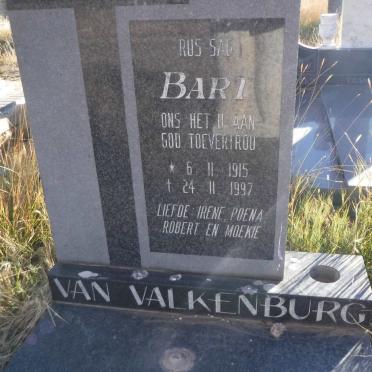 RUS SAGT
BART
ONS HET U AAN
GOD TOEVERTROU
* 6 . 11 . 1915
+ 24 . 11 . 1997
LIEFDE : IRENE, POENA,
ROBERT EN MOEKIE
VAN VALKENBURG